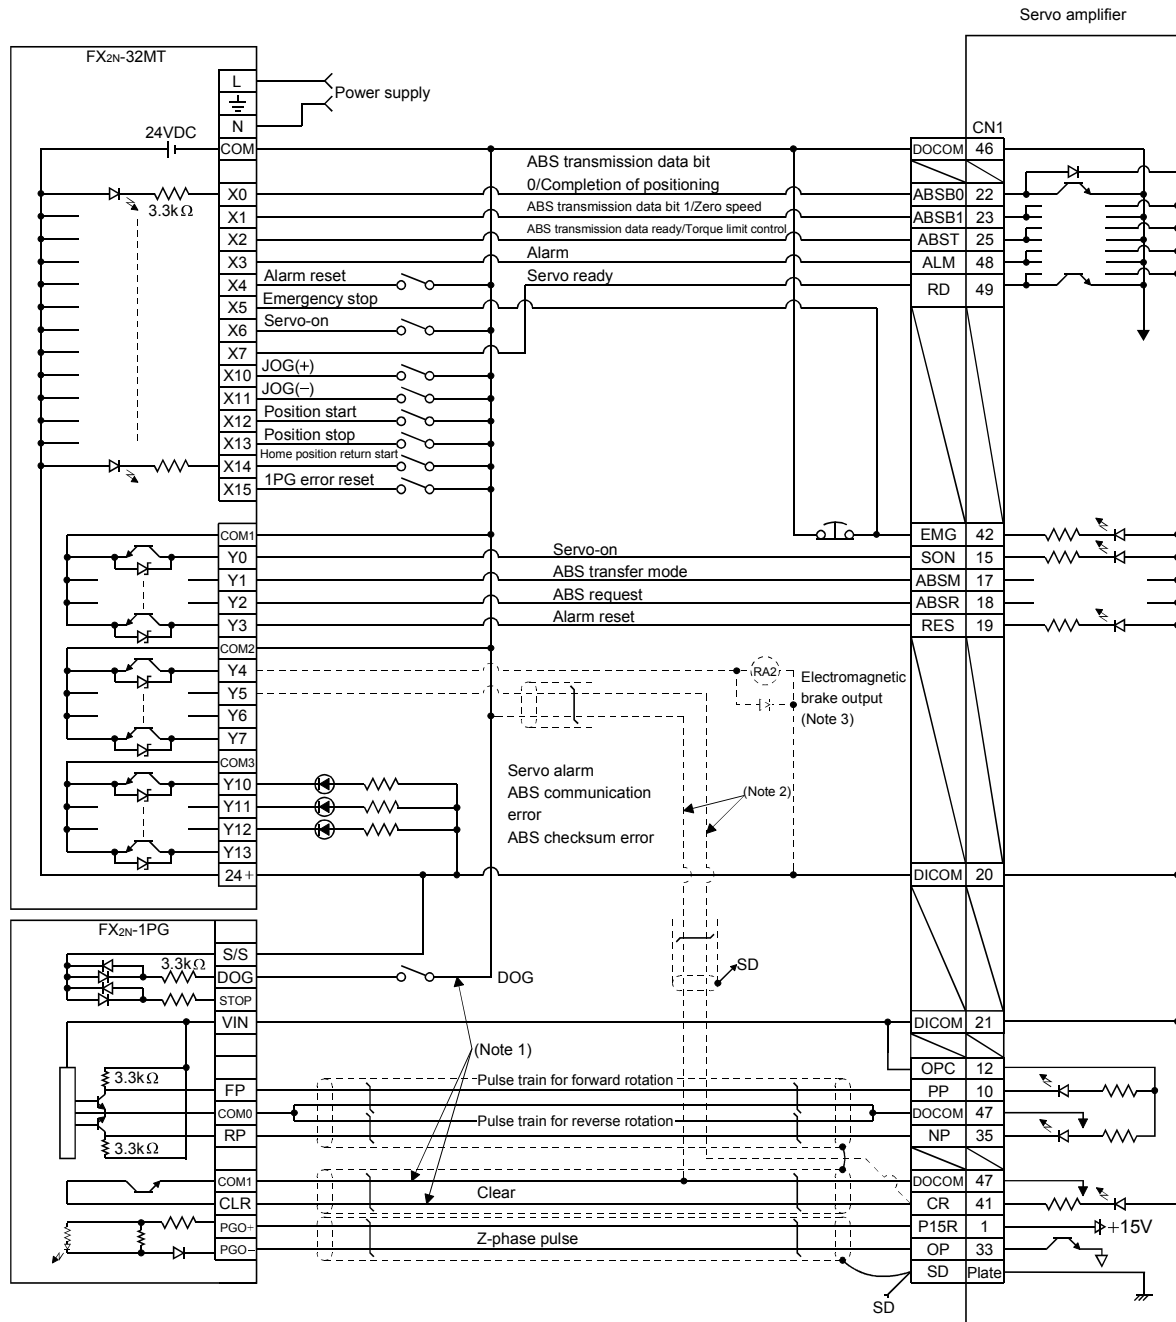 Servo amplifier
FX2N-32MT
L
Power supply
N
24VDC
CN1
COM
DOCOM 46
ABS transmission data bit
0/Completion of positioning
3.3kΩ
X0
ABSB0 22
ABS transmission data bit 1/Zero speed
X1
ABSB1 23
ABS transmission data ready/Torque limit control
X2
ABST 25
Alarm
X3
ALM 48
X4
Alarm reset
Servo ready
RD 49
X5
Emergency stop
X6
Servo-on
X7
X10
JOG(+)
X11
JOG(−)
X12
Position start
X13
Position stop
X14
Home position return start
X15
1PG error reset
COM1
EMG 42
Y0
Servo-on
SON 15
Y1
ABS transfer mode
ABSM 17
Y2
ABS request
ABSR 18
Y3
Alarm reset
RES 19
COM2
Y4
RA2
Electromagnetic
brake output
(Note 3)
Y5
Y6
Y7
COM3
Y10
Y11
Y12
Y13
Servo alarm
ABS communication
error
ABS checksum error
(Note 2)
24+
DICOM 20
FX2N-1PG
S/S
3.3kΩ
DOG
DOG
SD
STOP
VIN
DICOM 21
(Note 1)
OPC 12
3.3kΩ
FP
Pulse train for forward rotation
PP 10
COM0
DOCOM 47
Pulse train for reverse rotation
RP
NP 35
3.3kΩ
COM1
DOCOM 47
CLR
Clear
CR 41
PGO+
P15R 1
+15V
PGO−
Z-phase pulse
OP 33
SD Plate
SD